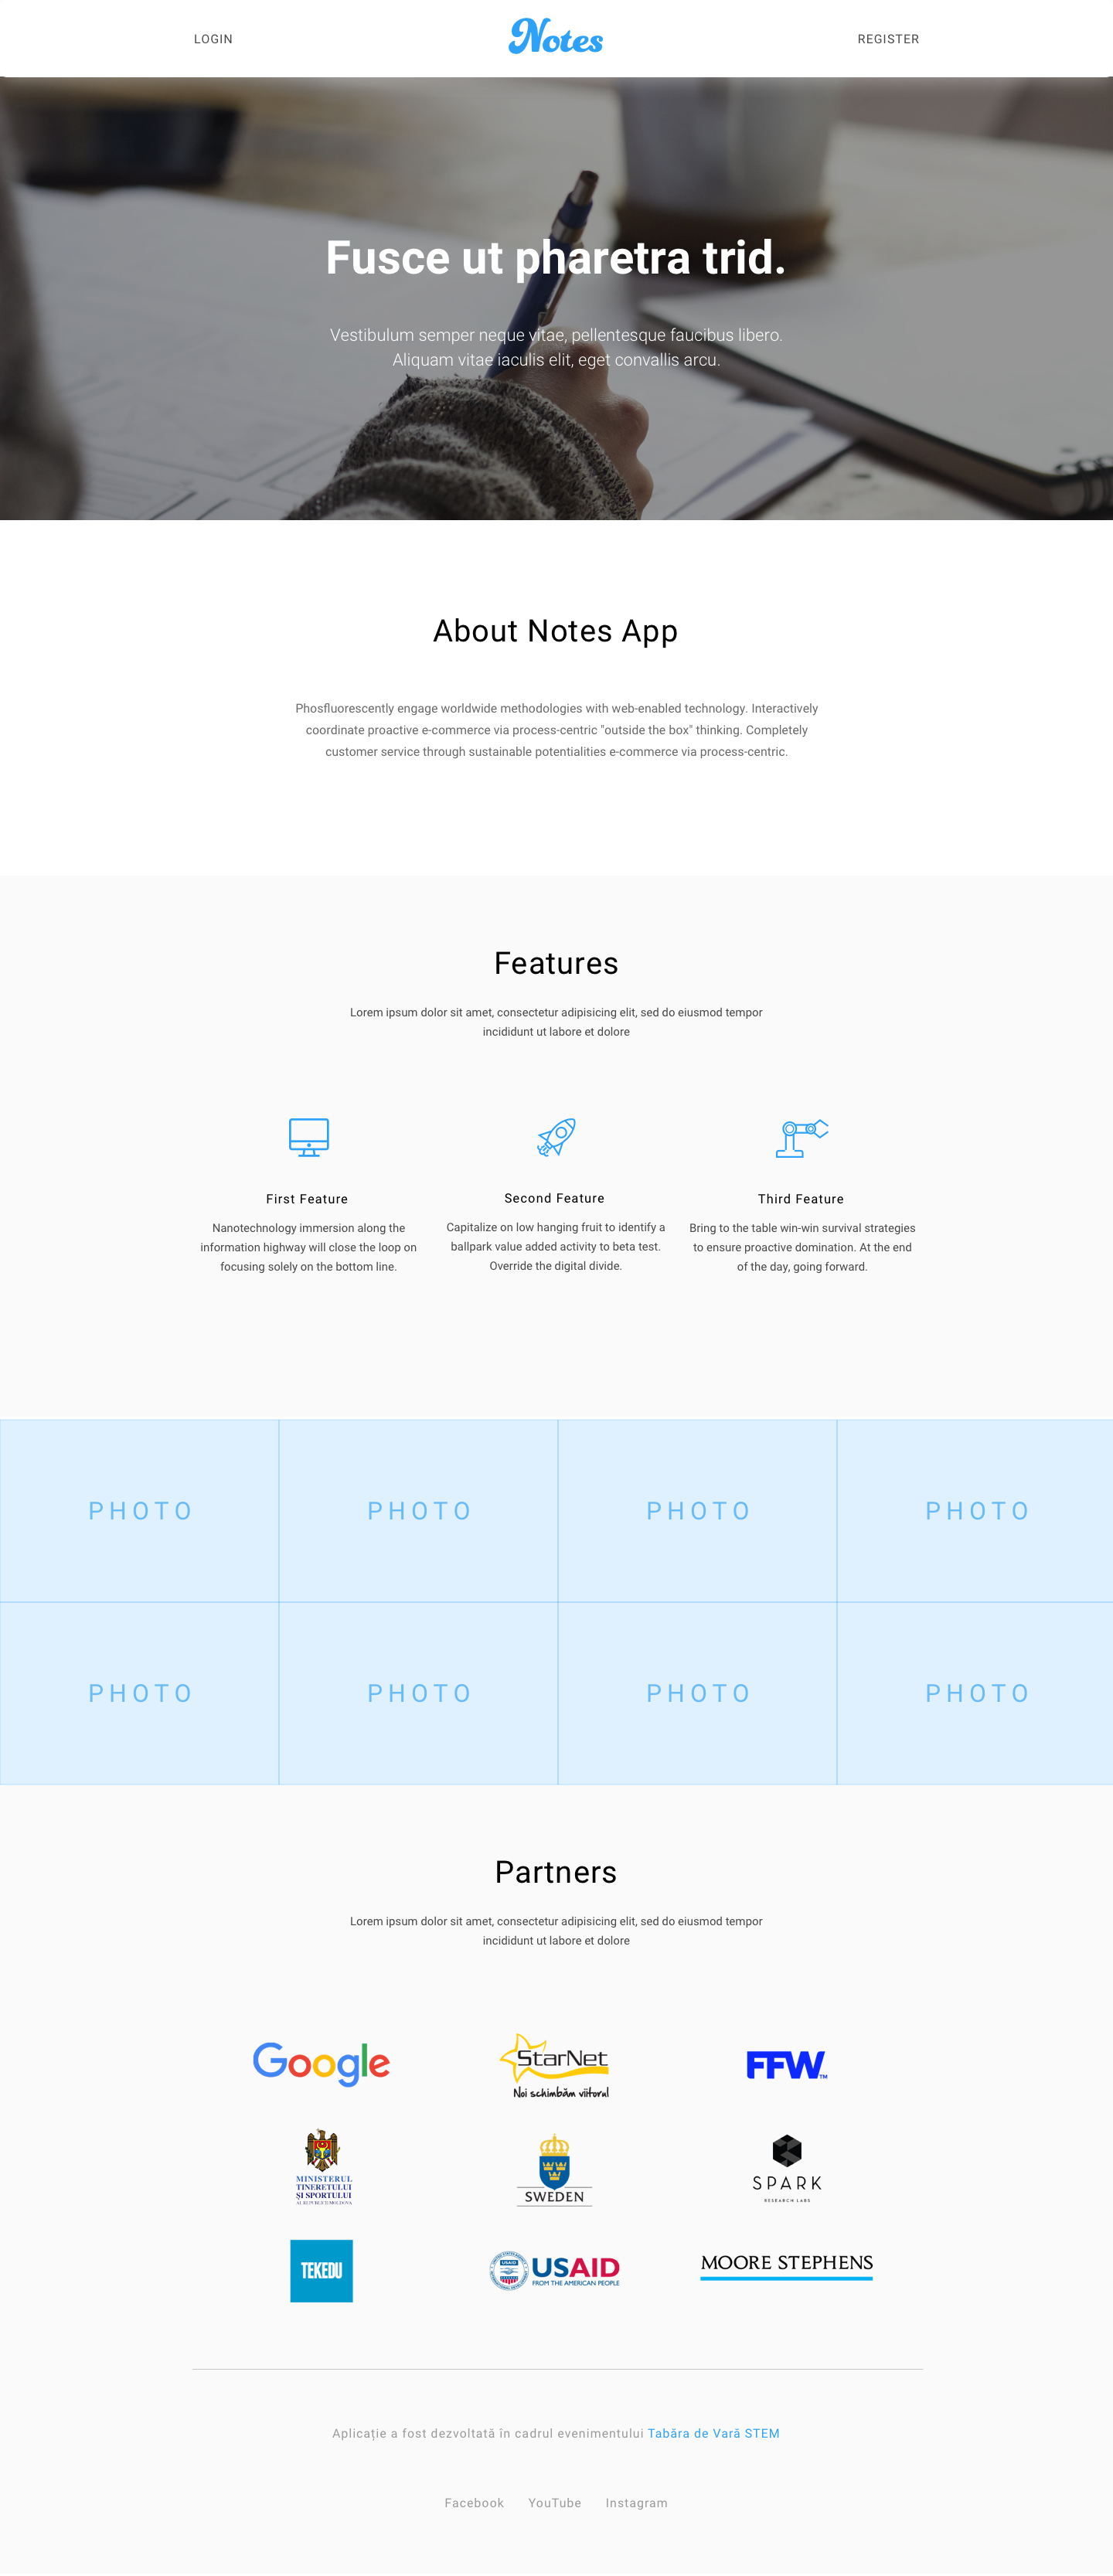 LOGIN
Notes
REGISTER
Fusce ut pharetra trid.
Vestibulum semper neque vitae, pellentesque faucibus libero.
Aliquam vitae iaculis elit, eget convallis arcu.
About Notes App
Phosfluorescently engage worldwide methodologies with web-enabled technology. Interactively
coordinate proactive e-commerce via process-centric "outside the box" thinking. Completely
customer service through sustainable potentialities e-commerce via process-centric.
Features
Lorem ipsum dolor sit amet, consectetur adipisicing elit, sed do eiusmod tempor
incididunt ut labore et dolore
First Feature
Nanotechnology immersion along the
information highway will close the loop on
focusing solely on the bottom line.
Second Feature
Capitalize on low hanging fruit to identify a
ballpark value added activity to beta test.
Override the digital divide.
Third Feature
Bring to the table win-win survival strategies
to ensure proactive domination. At the end
of the day, going forward.
PHOTO
PHOTO
PHOTO
PHOTO
PHOTO
PHOTO
PHOTO
PHOTO
Partners
Lorem ipsum dolor sit amet, consectetur adipisicing elit, sed do eiusmod tempor
incididunt ut labore et dolore
Google
StarNet
Noi schimbăm viitorul
FFW™
MINISTERUL
TINERETULUI
ȘI SPORTULUI
AL REPUBLICII MOLDOVA
SWEDEN
SPARK
RESEARCH LABS
TEKEDU
USAID
USAID
FROM THE AMERICAN PEOPLE
MOORE STEPHENS
Aplicație a fost dezvoltată în cadrul evenimentului Tabăra de Vară STEM
Facebook
YouTube
Instagram